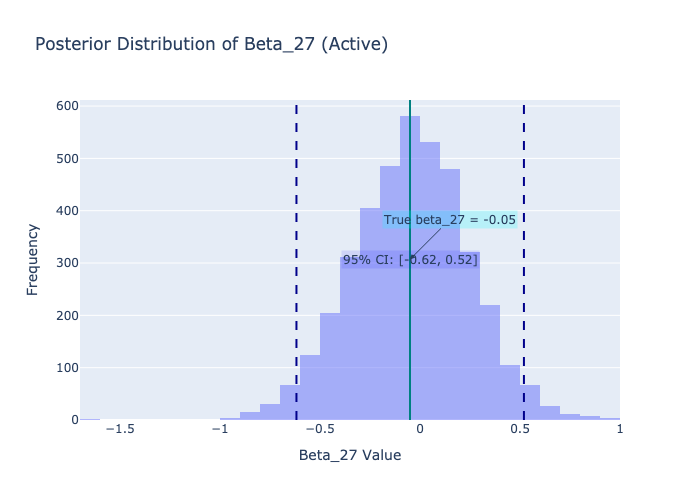 Posterior Distribution of Beta_27 (Active)
600
500
400
300
200
100
0
Frequency
True beta_27 = -0.05
95% CI: [-0.62, 0.52]
−1.5
−1
−0.5
0
0.5
1
Beta_27 Value